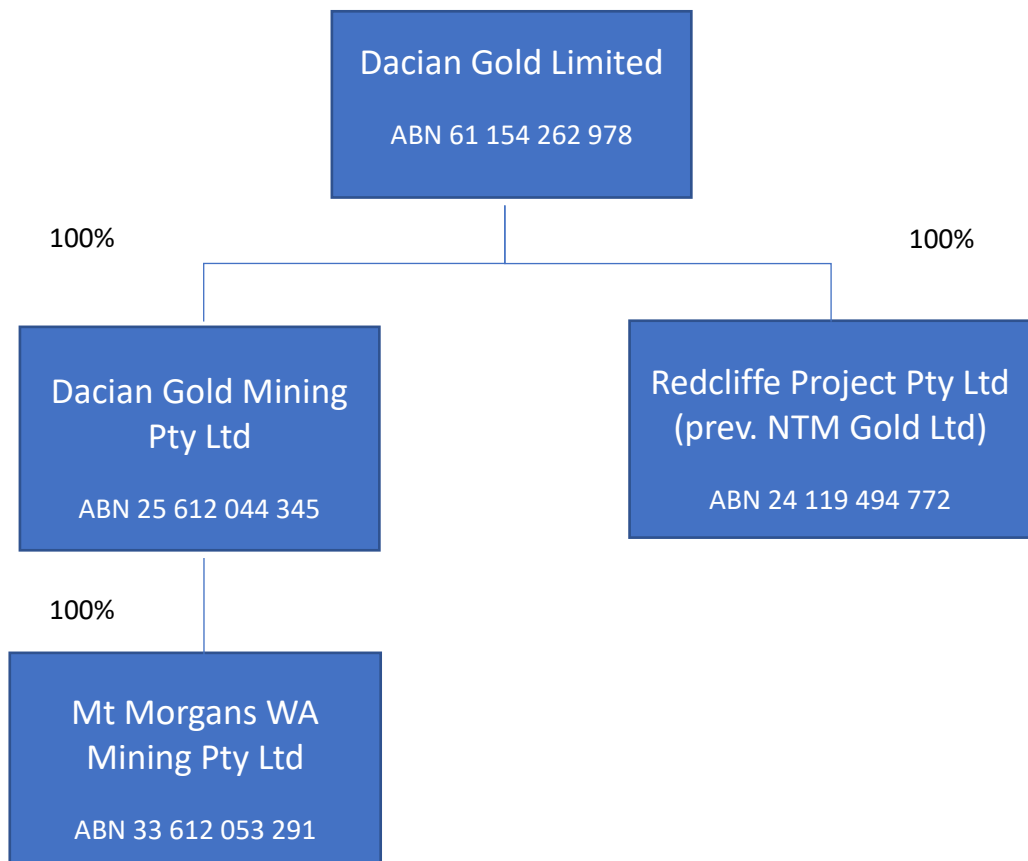 Dacian Gold Limited
ABN 61 154 262 978
100%
100%
Dacian Gold Mining
Pty Ltd
ABN 25 612 044 345
Redcliffe Project Pty Ltd
(prev. NTM Gold Ltd)
ABN 24 119 494 772
100%
Mt Morgans WA
Mining Pty Ltd
ABN 33 612 053 291